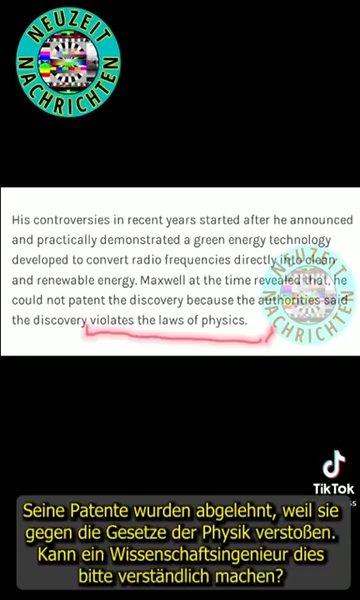 NEUZEIT
NACHRICHTEN
His controversies in recent years started after he announced
and practically demonstrated a green energy technology
developed to convert radio frequencies directly into clean
and renewable energy. Maxwell at the time revealed that, he
could not patent the discovery because the authorities said
the discovery violates the laws of physics.
NEUZEIT
NACHRICHTEN
TikTok
Seine Patente wurden abgelehnt, weil sie
gegen die Gesetze der Physik verstoßen.
Kann ein Wissenschaftsingenieur dies
bitte verständlich machen?